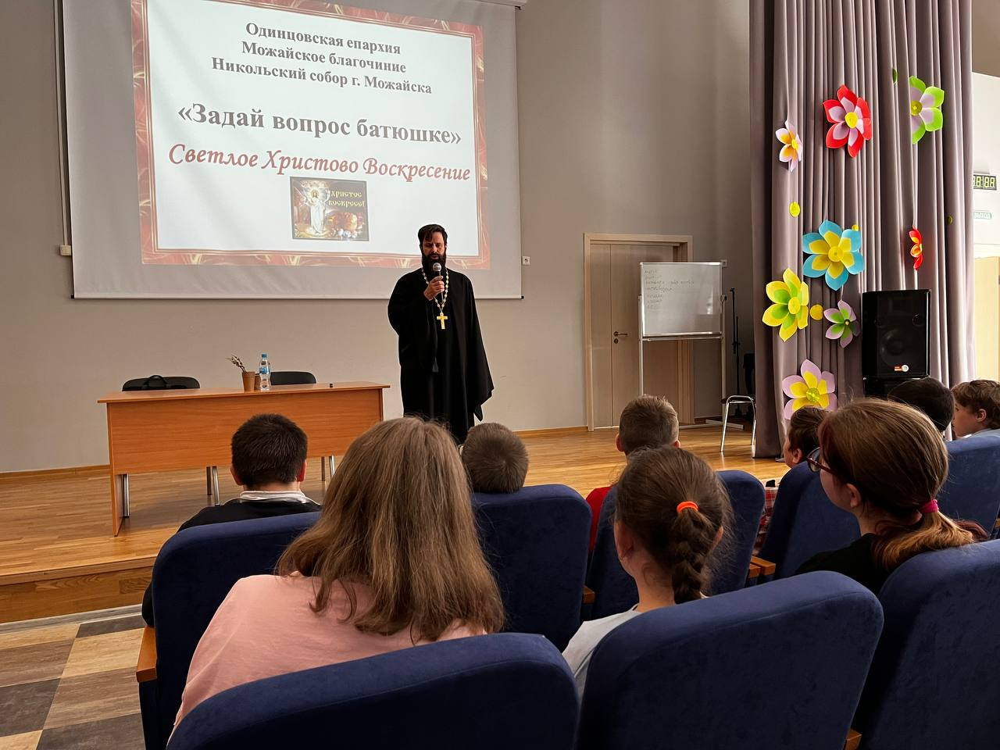 Одинцовская епархия
Можайское благочиние
Никольский собор г. Можайска
«Задай вопрос батюшке»
Светлое Христово Воскресение
ХРИСТОС
ВОСКРЕСЕ!